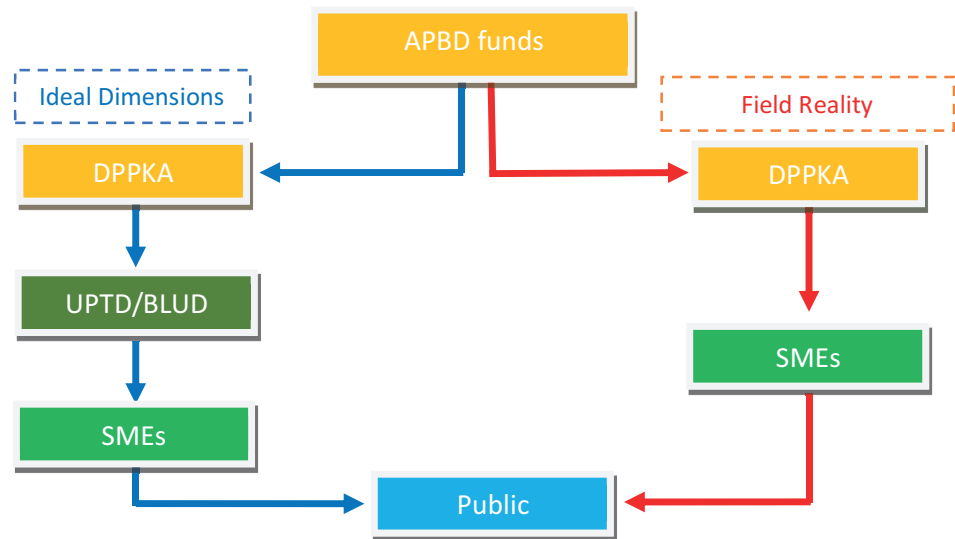 APBD funds
Ideal Dimensions
Field Reality
DPPKA
DPPKA
UPTD/BLUD
SMEs
SMEs
Public